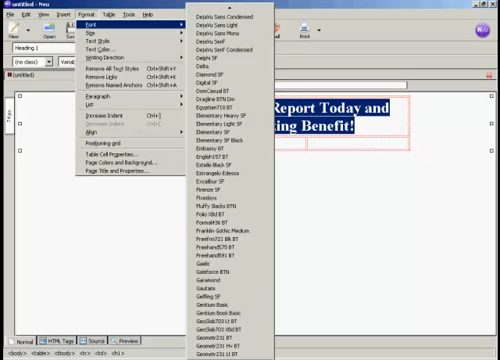 untitled - Nvu
File Edit View Insert Format Table Tools Help
New
Print
Heading 1
(no class)
untitled
Font
Size
Text Style
Text Color...
Writing Direction
Remove All Text Styles Ctrl+Shift+Y
Remove Links Ctrl+Shift+K
Remove Named Anchors Ctrl+Shift+R
Paragraph
List
Increase Indent Ctrl+]
Decrease Indent Ctrl+[
Align
Positioning grid
Table Cell Properties...
Page Colors and Background...
Page Title and Properties...
DejaVu Sans Condensed
DejaVu Sans Light
DejaVu Sans Mono
DejaVu Serif
DejaVu Serif Condensed
Delphi SF
Delta
Diamond SF
Digital SF
DomCasual BT
Dragline BTN Dm
Egyptian710 BT
Elementary Heavy SF
Elementary Light SF
Elementary SF
Elementary SF Black
Embassy BT
English157 BT
Estelle Black SF
Estrangelo Edessa
Excalibur SF
Firenze SF
Fixedsys
Fluffy Slacks BTN
Folio XBd BT
Formal436 BT
Franklin Gothic Medium
Freefrm721 Blk BT
Freehand575 BT
Freehand591 BT
Gaelic
Galeforce BTN
Garamond
Gautami
Gelfling SF
Gentium Basic
Gentium Book Basic
GeoSlab703 Lt BT
GeoSlab703 XBd BT
Geometr231 BT
Geometr231 Hv BT
Geometr231 Lt BT
Report Today and
ing Benefit!
Normal HTML Tags Source Preview
<body> <table> <tbody> <tr> <td> <h1>